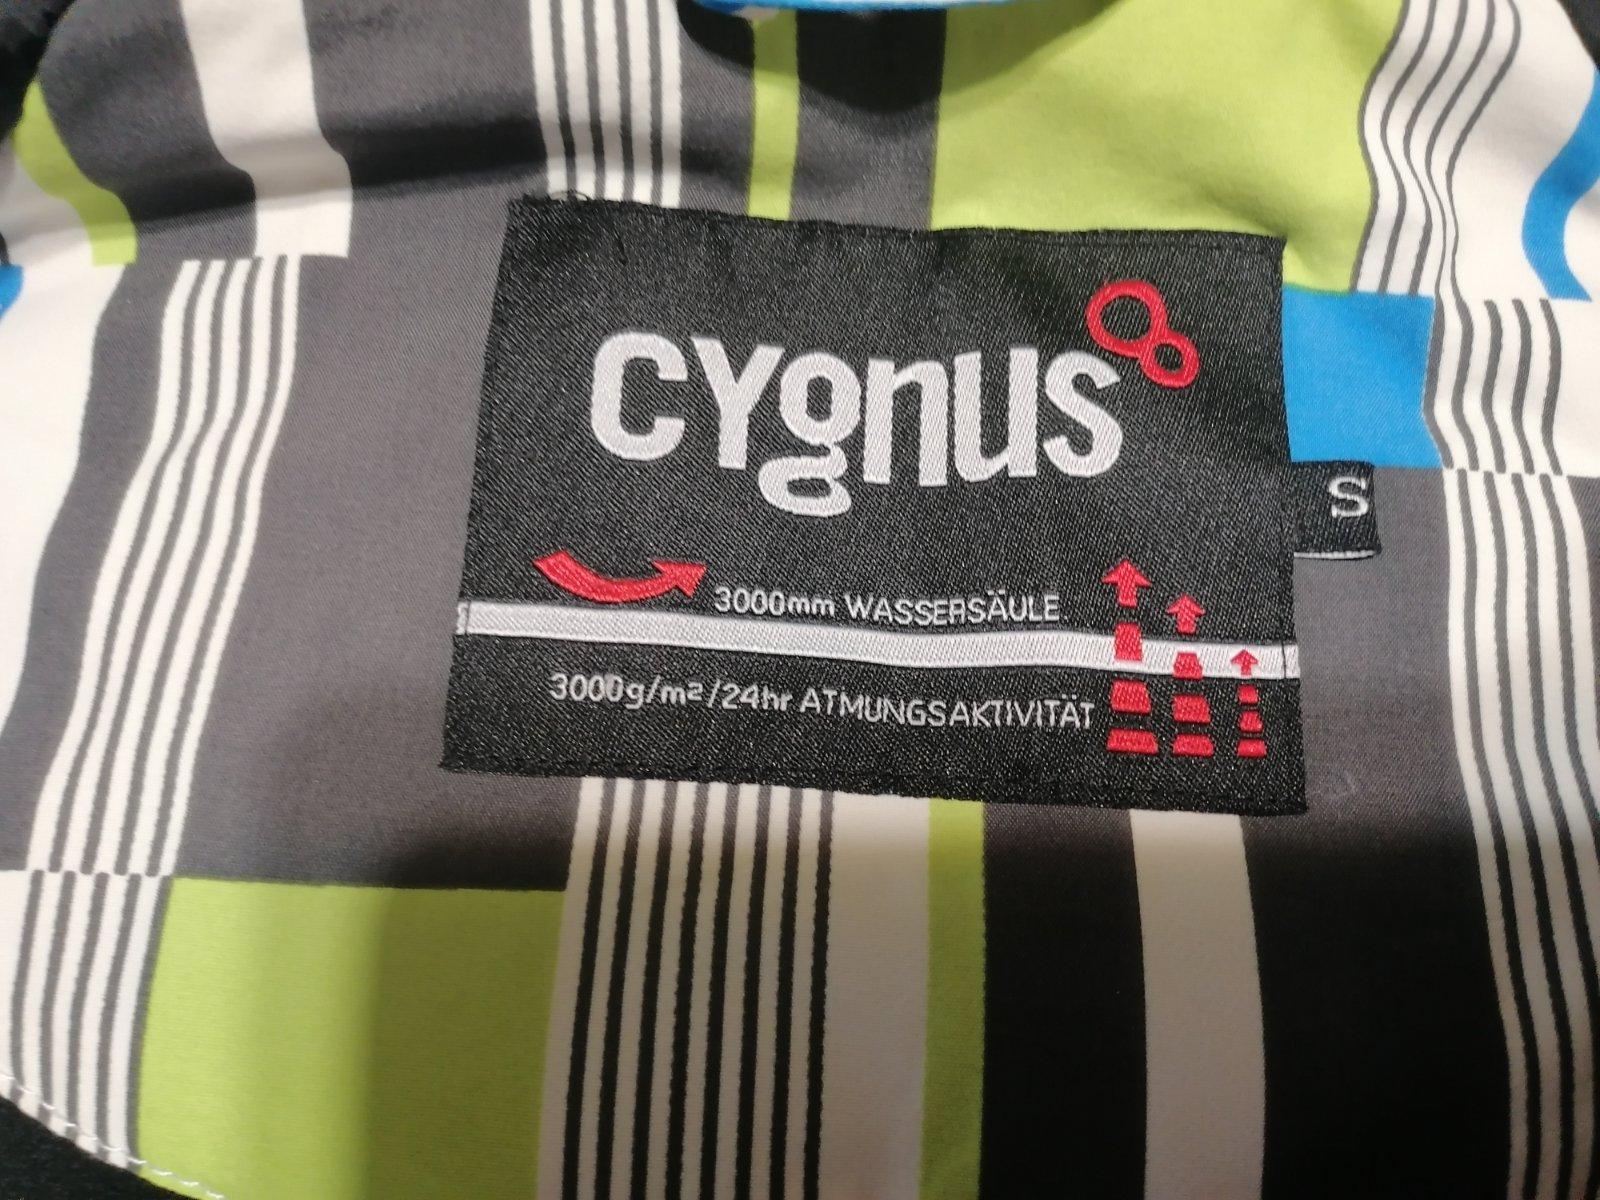 cygnus
S
3000mm WASSERSÄULE
3000g/m²/24hr ATMUNGSAKTIVITÄT